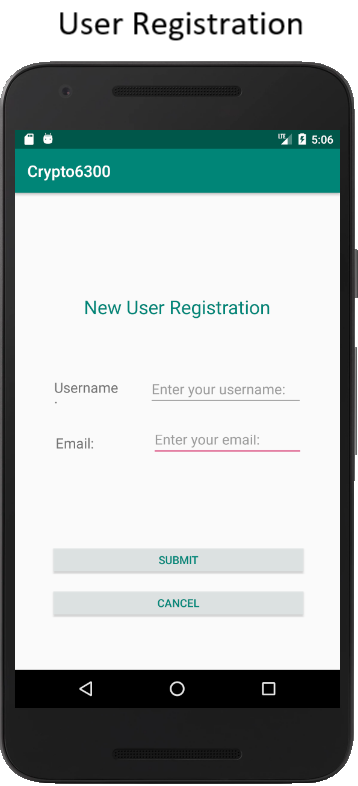 User Registration
LTE 5:06
Crypto6300
New User Registration
Username
:
Enter your username:
Email:
Enter your email:
SUBMIT
CANCEL